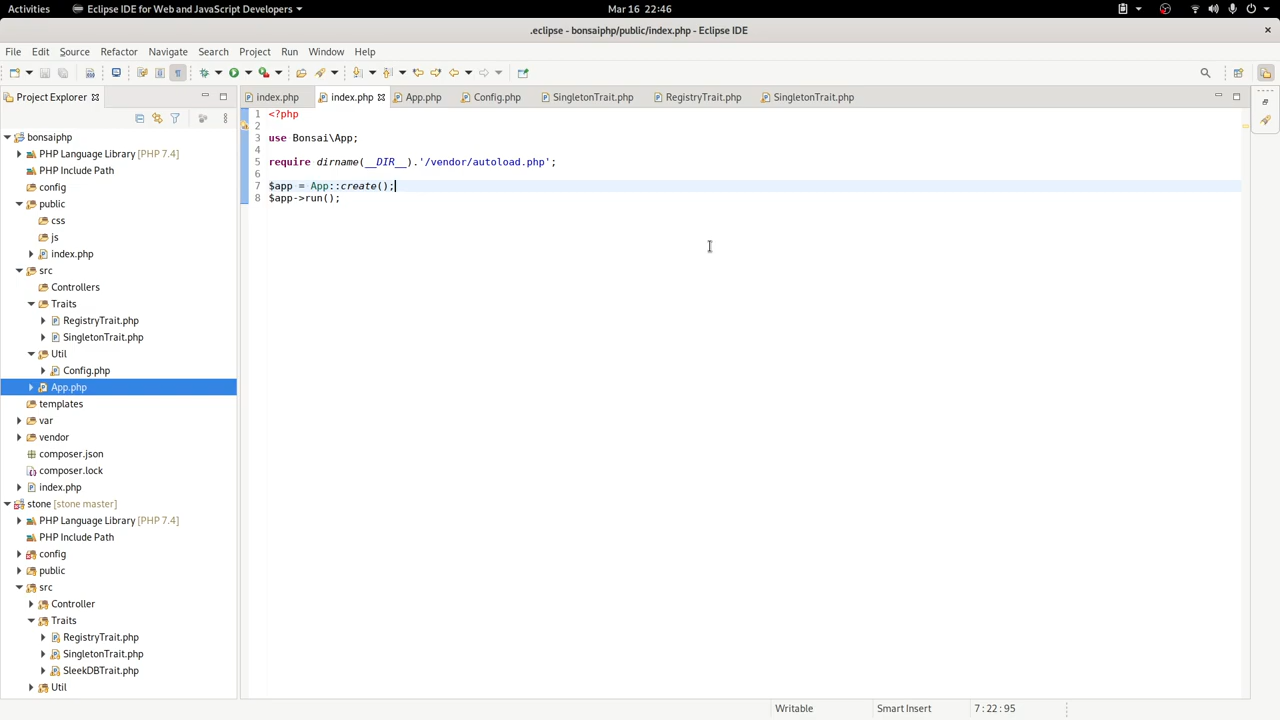 Activities Eclipse IDE for Web and JavaScript Developers Mar 16 22:46
.eclipse - bonsaiphp/public/index.php - Eclipse IDE
File Edit Source Refactor Navigate Search Project Run Window Help
Project Explorer
index.php index.php App.php Config.php SingletonTrait.php RegistryTrait.php SingletonTrait.php
bonsaiphp
PHP Language Library [PHP 7.4]
PHP Include Path
config
public
css
js
index.php
src
Controllers
Traits
RegistryTrait.php
SingletonTrait.php
Util
Config.php
App.php
templates
var
vendor
composer.json
composer.lock
index.php
stone [stone master]
PHP Language Library [PHP 7.4]
PHP Include Path
config
public
src
Controller
Traits
RegistryTrait.php
SingletonTrait.php
SleekDBTrait.php
Util
1 <?php
2
3 use Bonsai\App;
4
5 require dirname(__DIR__).'/vendor/autoload.php';
6
7 $app = App::create();
8 $app->run();
Writable Smart Insert 7 : 22 : 95